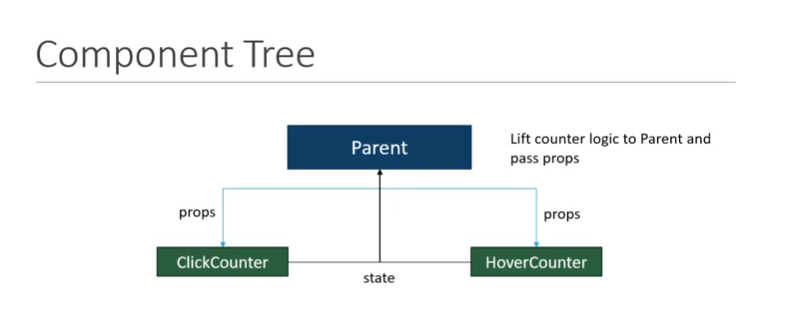 Component Tree
Parent
Lift counter logic to Parent and
pass props
props
props
ClickCounter
HoverCounter
state